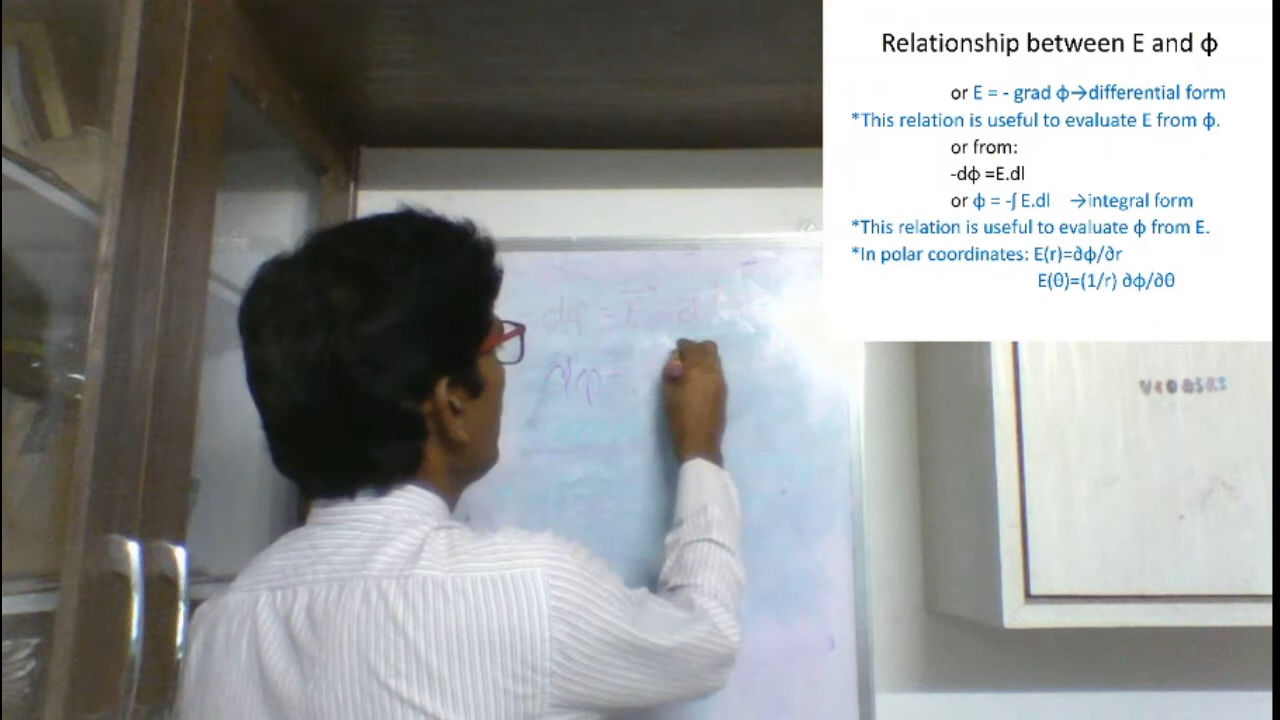 Relationship between E and ϕ
or E = - grad ϕ→differential form
*This relation is useful to evaluate E from ϕ.
or from:
-dϕ =E.dl
or ϕ = -∫ E.dl →integral form
*This relation is useful to evaluate ϕ from E.
*In polar coordinates: E(r)=∂ϕ/∂r
E(θ)=(1/r) ∂ϕ/∂θ
dφ =